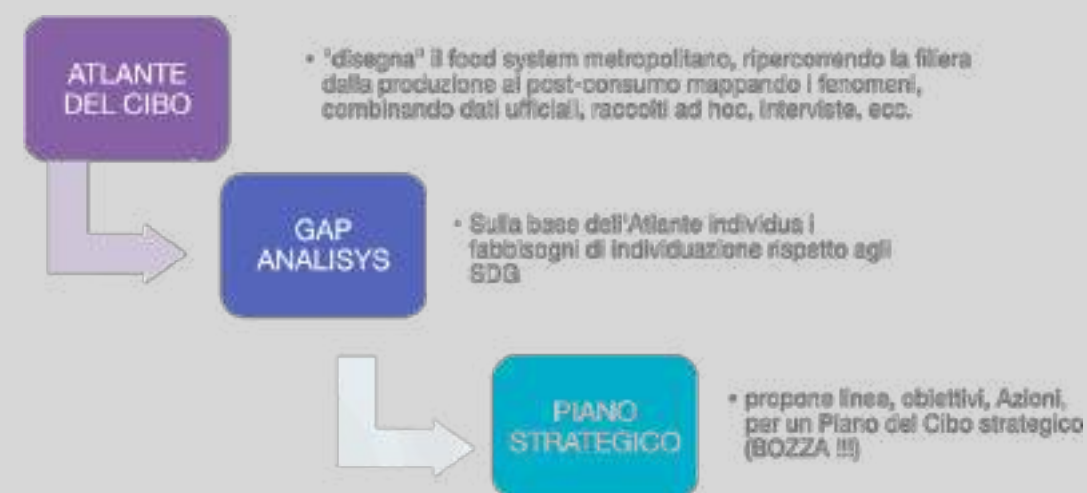 ATLANTE
DEL CIBO
• "disegna" il food system metropolitano, ripercorrendo la filiera
dalla produzione al post-consumo mappando i fenomeni,
combinando dati ufficiali, raccolti ad hoc, interviste, ecc.
GAP
ANALISYS
• Sulla base dell'Atlante individua i
fabbisogni di individuazione rispetto agli
SDG
PIANO
STRATEGICO
• propone linee, obiettivi, Azioni,
per un Piano del Cibo strategico
(BOZZA !!!)